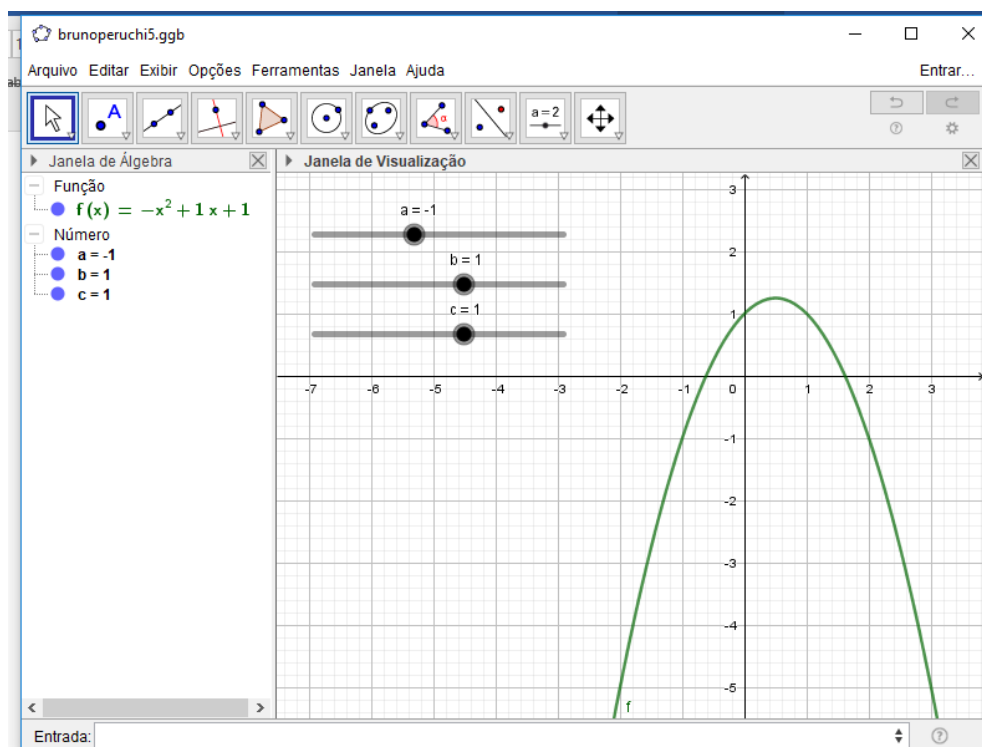 brunoperuchi5.ggb
Arquivo Editar Exibir Opções Ferramentas Janela Ajuda
Entrar...
A
α
a=2
Janela de Álgebra
Janela de Visualização
Função
f(x) = -x² + 1 x + 1
Número
a = -1
b = 1
c = 1
a = -1
b = 1
c = 1
3
2
1
-7 -6 -5 -4 -3 -2 -1 0 1 2 3
-1
-2
-3
-4
-5
f
Entrada: